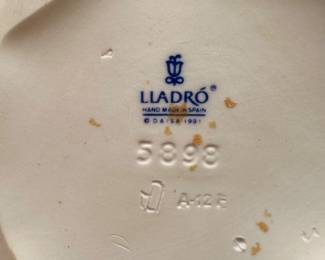 LLADRÓ®
HAND MADE IN SPAIN
© DAISA 1991
5898
A-12 F